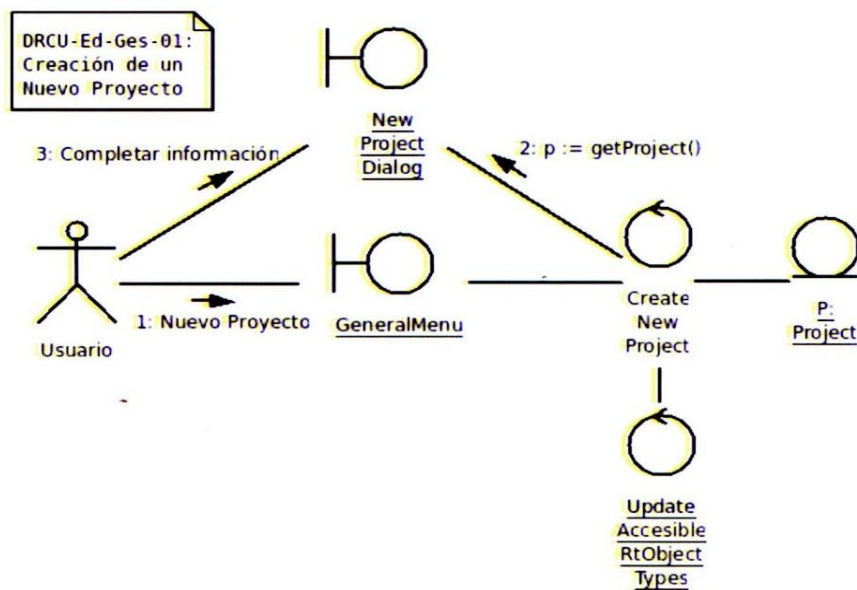 DRCU-Ed-Ges-01:
Creación de un
Nuevo Proyecto
New
Project
Dialog
3: Completar información
2: p := getProject()
Usuario
1: Nuevo Proyecto
GeneralMenu
Create
New
Project
P:
Project
Update
Accesible
RtObject
Types